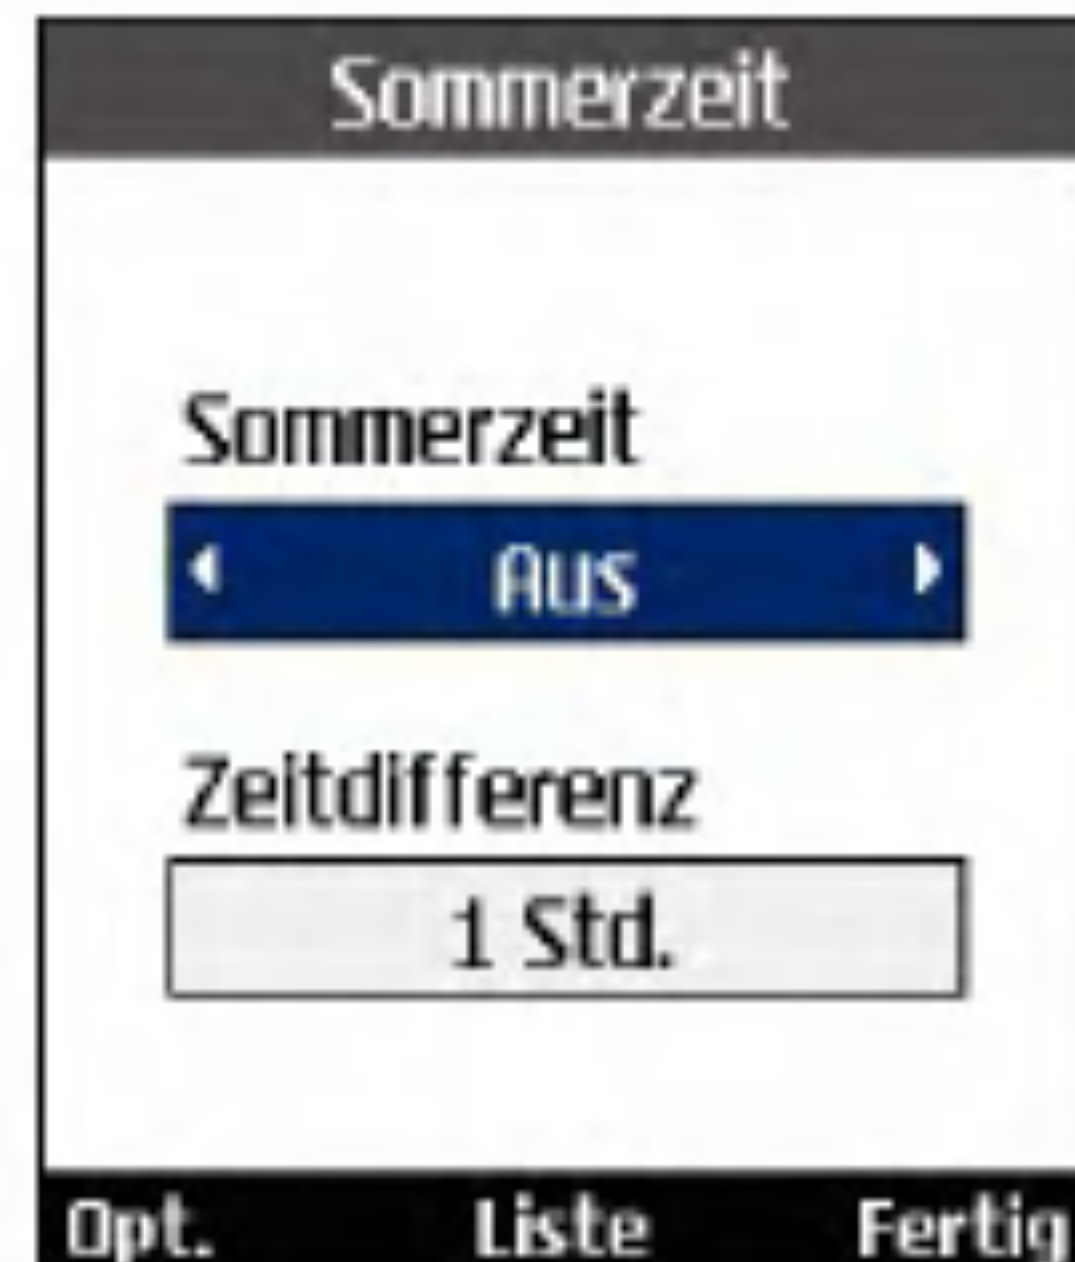 Sommerzeit
Sommerzeit
Aus
Zeitdifferenz
1 Std.
Opt. Liste Fertig